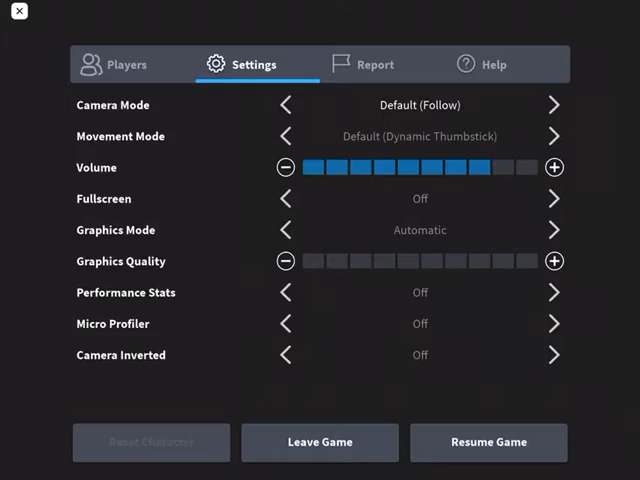 Players
Settings
Report
Help
Camera Mode Default (Follow)
Movement Mode Default (Dynamic Thumbstick)
Volume
Fullscreen Off
Graphics Mode Automatic
Graphics Quality
Performance Stats Off
Micro Profiler Off
Camera Inverted Off
Reset Character Leave Game Resume Game